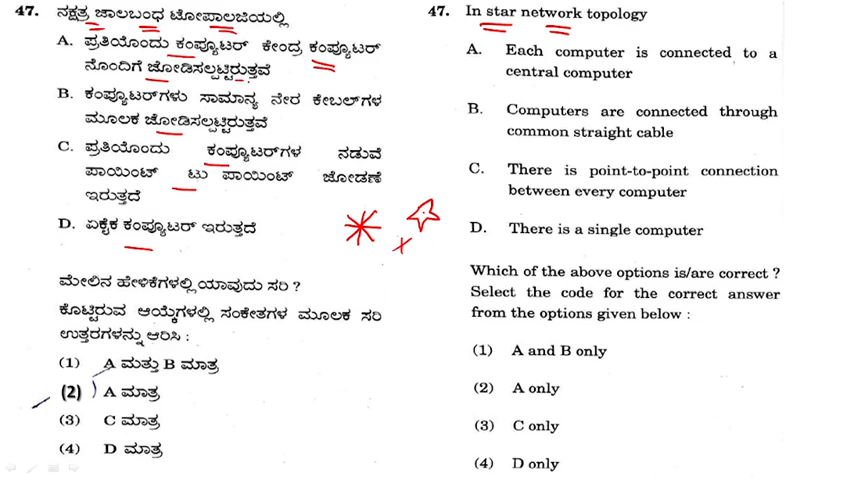 47. ನಕ್ಷತ್ರ ಜಾಲಬಂಧ ಟೋಪಾಲಜಿಯಲ್ಲಿ
A. ಪ್ರತಿಯೊಂದು ಕಂಪ್ಯೂಟರ್ ಕೇಂದ್ರ ಕಂಪ್ಯೂಟರ್
ನೊಂದಿಗೆ ಜೋಡಿಸಲ್ಪಟ್ಟಿರುತ್ತವೆ
B. ಕಂಪ್ಯೂಟರ್‌ಗಳು ಸಾಮಾನ್ಯ ನೇರ ಕೇಬಲ್‌ಗಳ
ಮೂಲಕ ಜೋಡಿಸಲ್ಪಟ್ಟಿರುತ್ತವೆ
C. ಪ್ರತಿಯೊಂದು ಕಂಪ್ಯೂಟರ್‌ಗಳ ನಡುವೆ
ಪಾಯಿಂಟ್ ಟು ಪಾಯಿಂಟ್ ಜೋಡಣೆ
ಇರುತ್ತದೆ
D. ಏಕೈಕ ಕಂಪ್ಯೂಟರ್ ಇರುತ್ತದೆ
ಮೇಲಿನ ಹೇಳಿಕೆಗಳಲ್ಲಿ ಯಾವುದು ಸರಿ ?
ಕೊಟ್ಟಿರುವ ಆಯ್ಕೆಗಳಲ್ಲಿ ಸಂಕೇತಗಳ ಮೂಲಕ ಸರಿ
ಉತ್ತರಗಳನ್ನು ಆರಿಸಿ :
(1) A ಮತ್ತು B ಮಾತ್ರ
(2) A ಮಾತ್ರ
(3) C ಮಾತ್ರ
(4) D ಮಾತ್ರ
47. In star network topology
A. Each computer is connected to a
central computer
B. Computers are connected through
common straight cable
C. There is point-to-point connection
between every computer
D. There is a single computer
Which of the above options is/are correct ?
Select the code for the correct answer
from the options given below :
(1) A and B only
(2) A only
(3) C only
(4) D only